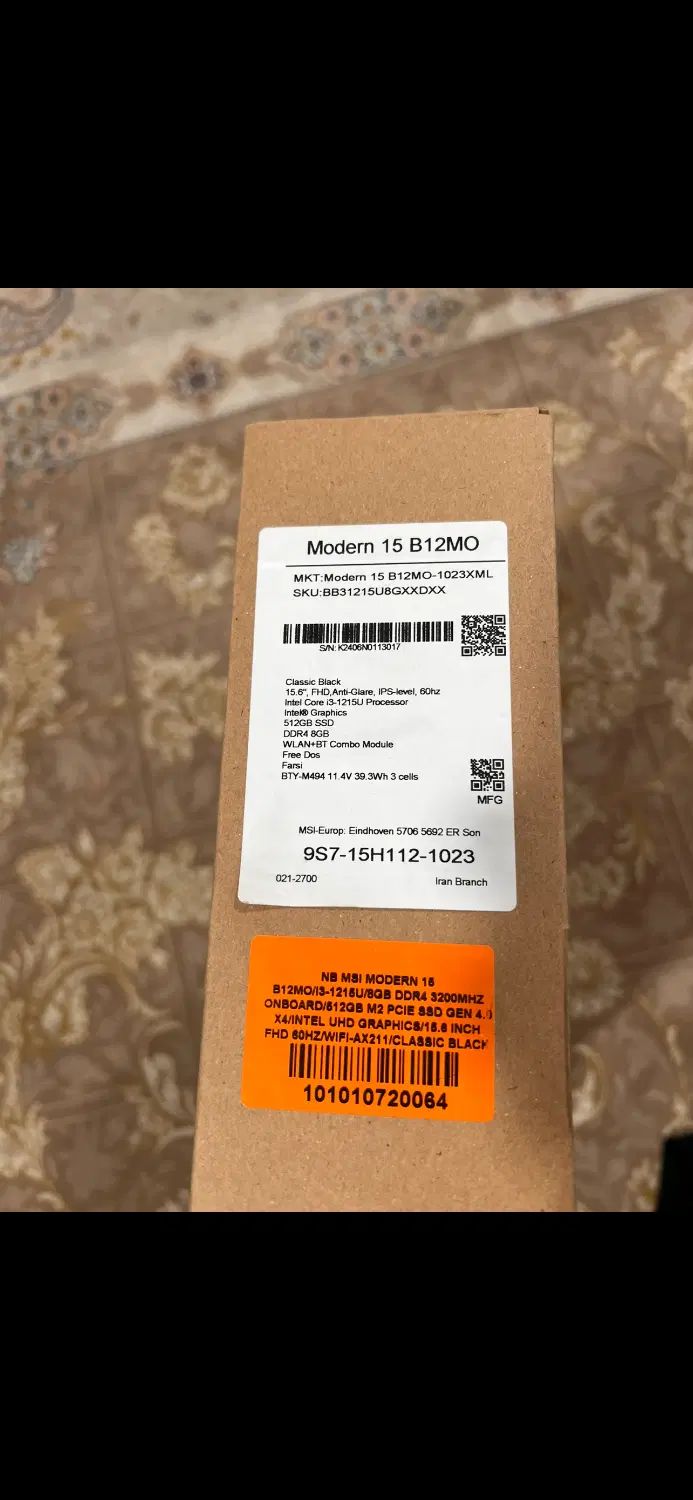 Modern 15 B12MO
MKT:Modern 15 B12MO-1023XML
SKU:BB31215U8GXXDXX
S/N: K2406N0113017
Classic Black
15.6", FHD,Anti-Glare, IPS-level, 60hz
Intel Core i3-1215U Processor
Intel® Graphics
512GB SSD
DDR4 8GB
WLAN+BT Combo Module
Free Dos
Farsi
BTY-M494 11.4V 39.3Wh 3 cells
MFG
MSI-Europ: Eindhoven 5706 5692 ER Son
9S7-15H112-1023
021-2700 Iran Branch
NB MSI MODERN 15
B12MO/I3-1215U/8GB DDR4 3200MHZ
ONBOARD/512GB M2 PCIE SSD GEN 4.0
X4/INTEL UHD GRAPHICS/15.6 INCH
FHD 60HZ/WIFI-AX211/CLASSIC BLACK
101010720064